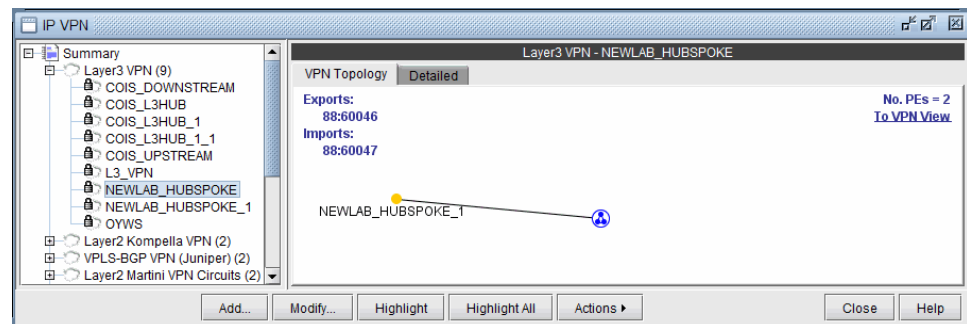 IP VPN
Summary
Layer3 VPN (9)
COIS_DOWNSTREAM
COIS_L3HUB
COIS_L3HUB_1
COIS_L3HUB_1_1
COIS_UPSTREAM
L3_VPN
NEWLAB_HUBSPOKE
NEWLAB_HUBSPOKE_1
OYWS
Layer2 Kompella VPN (2)
VPLS-BGP VPN (Juniper) (2)
Layer2 Martini VPN Circuits (2)
Layer3 VPN - NEWLAB_HUBSPOKE
VPN Topology Detailed
Exports: No. PEs = 2
88:60046 To VPN View
Imports:
88:60047
NEWLAB_HUBSPOKE_1
Add... Modify... Highlight Highlight All Actions Close Help